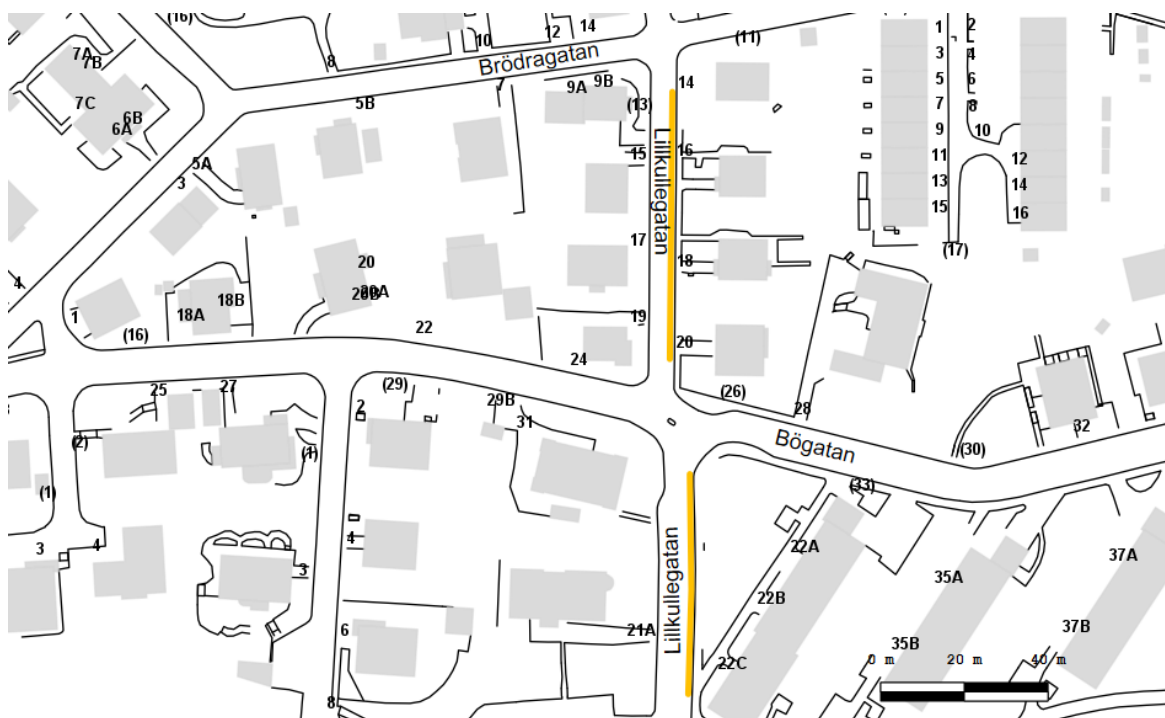 (16)
10
12
14
8
(11)
1
2
7A
7B
Brödragatan
3
4
7
9A
9B
14
5
6
7C
6B
5B
(13)
7
8
6A
9
10
Lillkullegatan
5A
15
16
11
12
3
13
14
15
16
17
(17)
4
20
18
20A
20B
18B
18A
1
(16)
22
19
20
24
25
27
(29)
29B
(26)
28
2
31
Bögatan
32
(2)
(1)
(30)
(1)
(33)
3
4
4
22A
37A
3
35A
Lillkullegatan
22B
6
21A
37B
35B
22C
0 m
20 m
40 m
8